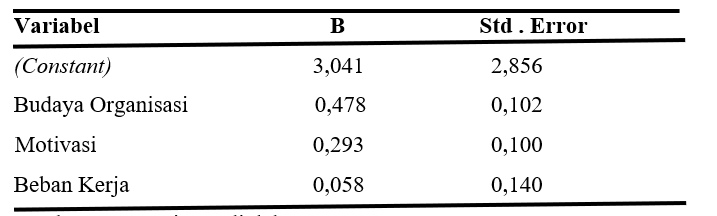 Variabel B Std . Error
(Constant) 3,041 2,856
Budaya Organisasi 0,478 0,102
Motivasi 0,293 0,100
Beban Kerja 0,058 0,140